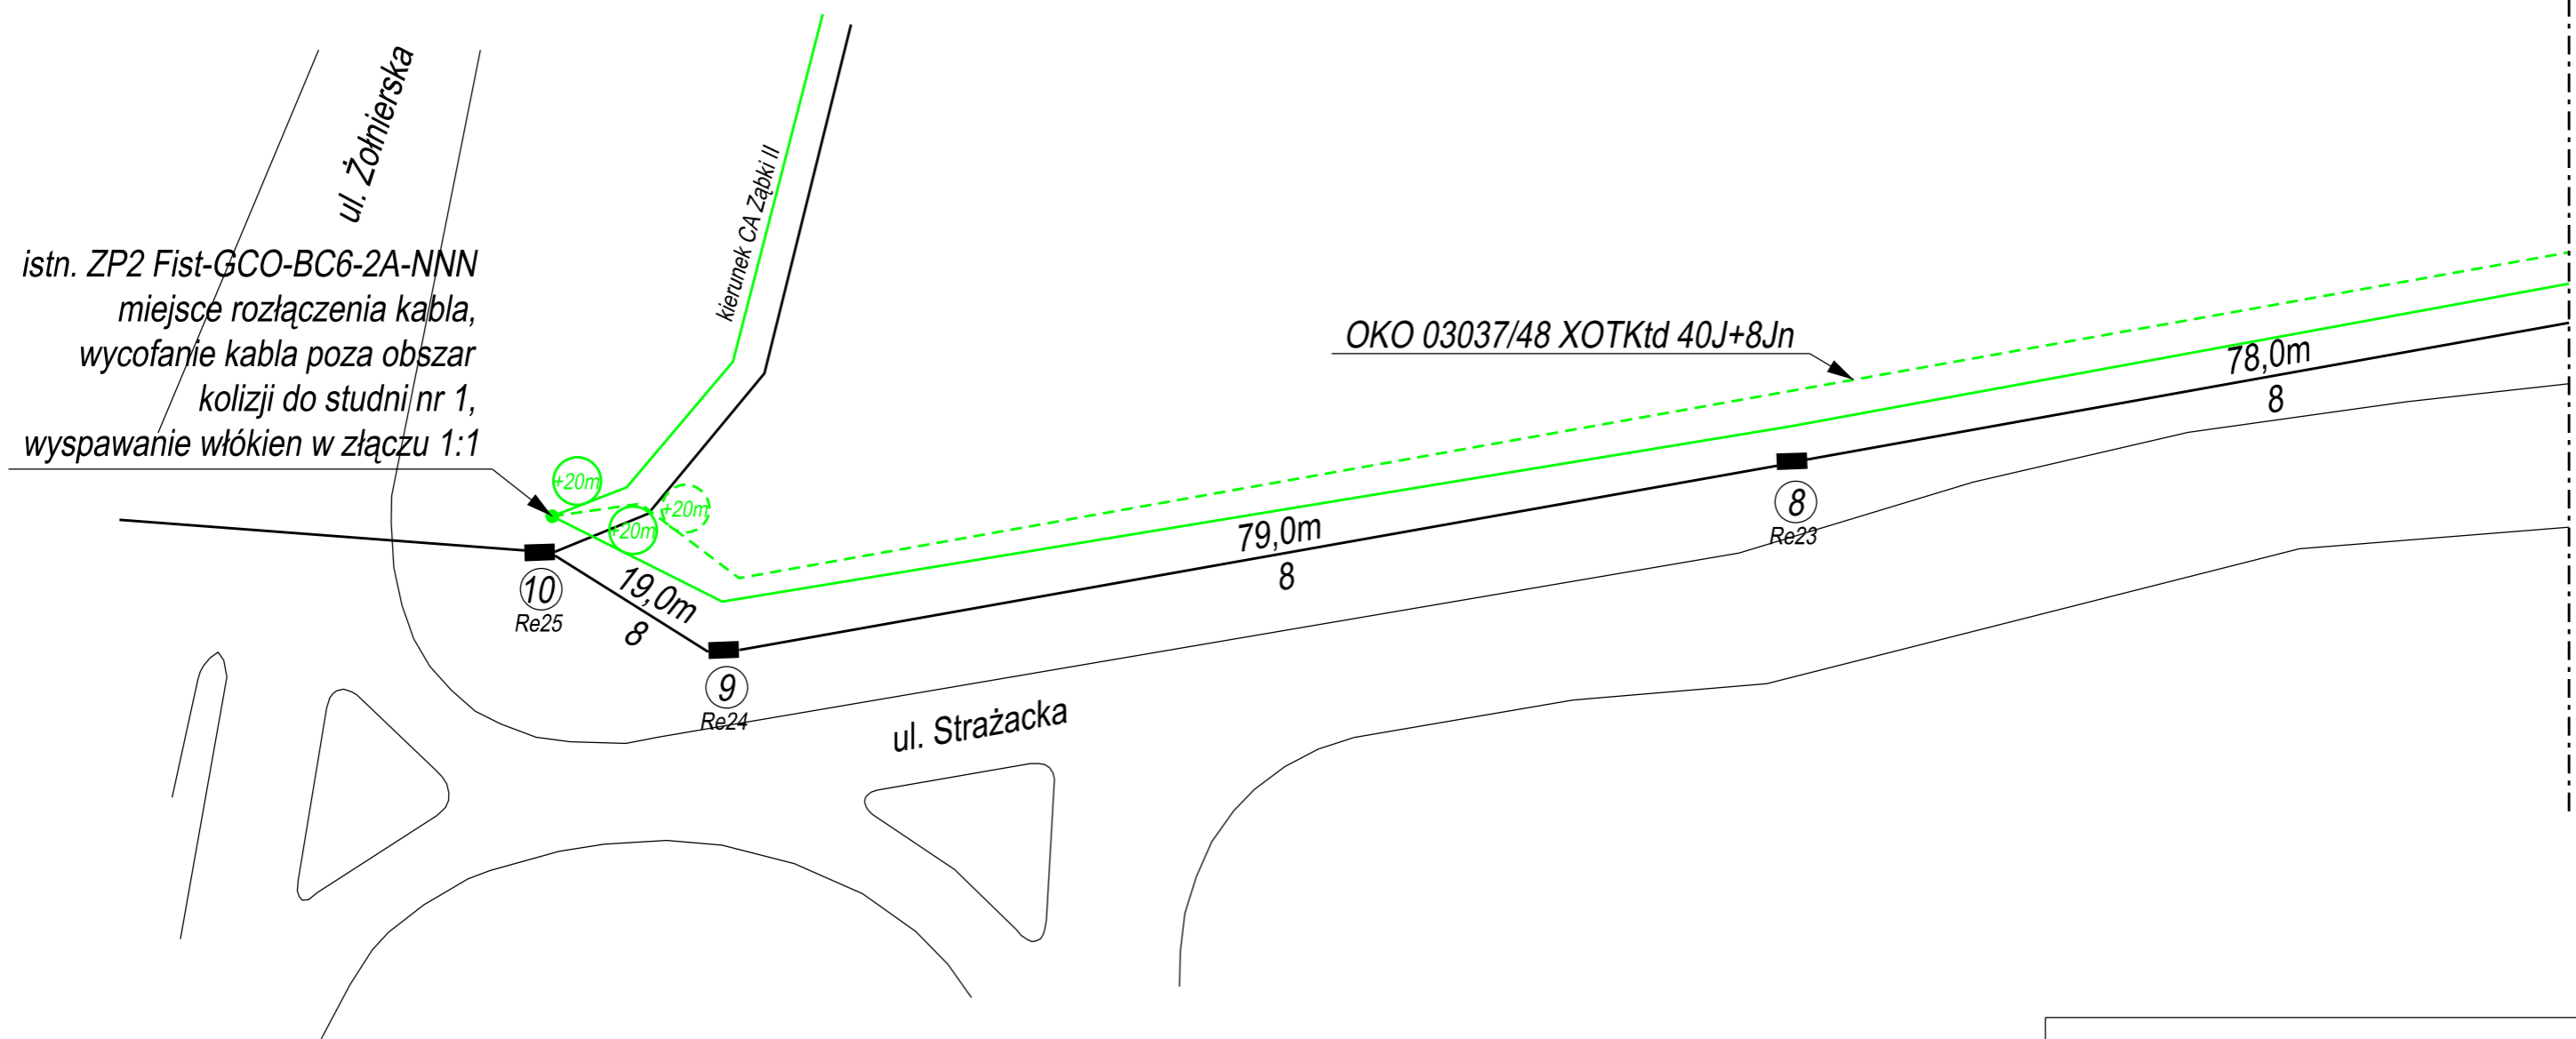 ul. Żołnierska
istn. ZP2 Fist-GCO-BC6-2A-NNN
miejsce rozłączenia kabla,
wycofanie kabla poza obszar
kolizji do studni nr 1,
wyspawanie włókien w złączu 1:1
kierunek CA Ząbki II
OKO 03037/48 XOTKtd 40J+8Jn
78,0m
8
+20m
+20m
+20m
79,0m
8
8
Re23
10
Re25
19,0m
8
9
Re24
ul. Strażacka